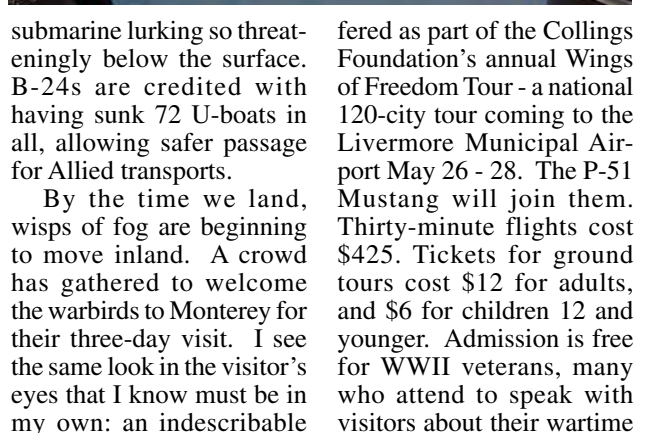 submarine lurking so threat-
eningly below the surface.
B-24s are credited with
having sunk 72 U-boats in
all, allowing safer passage
for Allied transports.
By the time we land,
wisps of fog are beginning
to move inland. A crowd
has gathered to welcome
the warbirds to Monterey for
their three-day visit. I see
the same look in the visitor's
eyes that I know must be in
my own: an indescribable
fered as part of the Collings
Foundation's annual Wings
of Freedom Tour - a national
120-city tour coming to the
Livermore Municipal Air-
port May 26 - 28. The P-51
Mustang will join them.
Thirty-minute flights cost
$425. Tickets for ground
tours cost $12 for adults,
and $6 for children 12 and
younger. Admission is free
for WWII veterans, many
who attend to speak with
visitors about their wartime